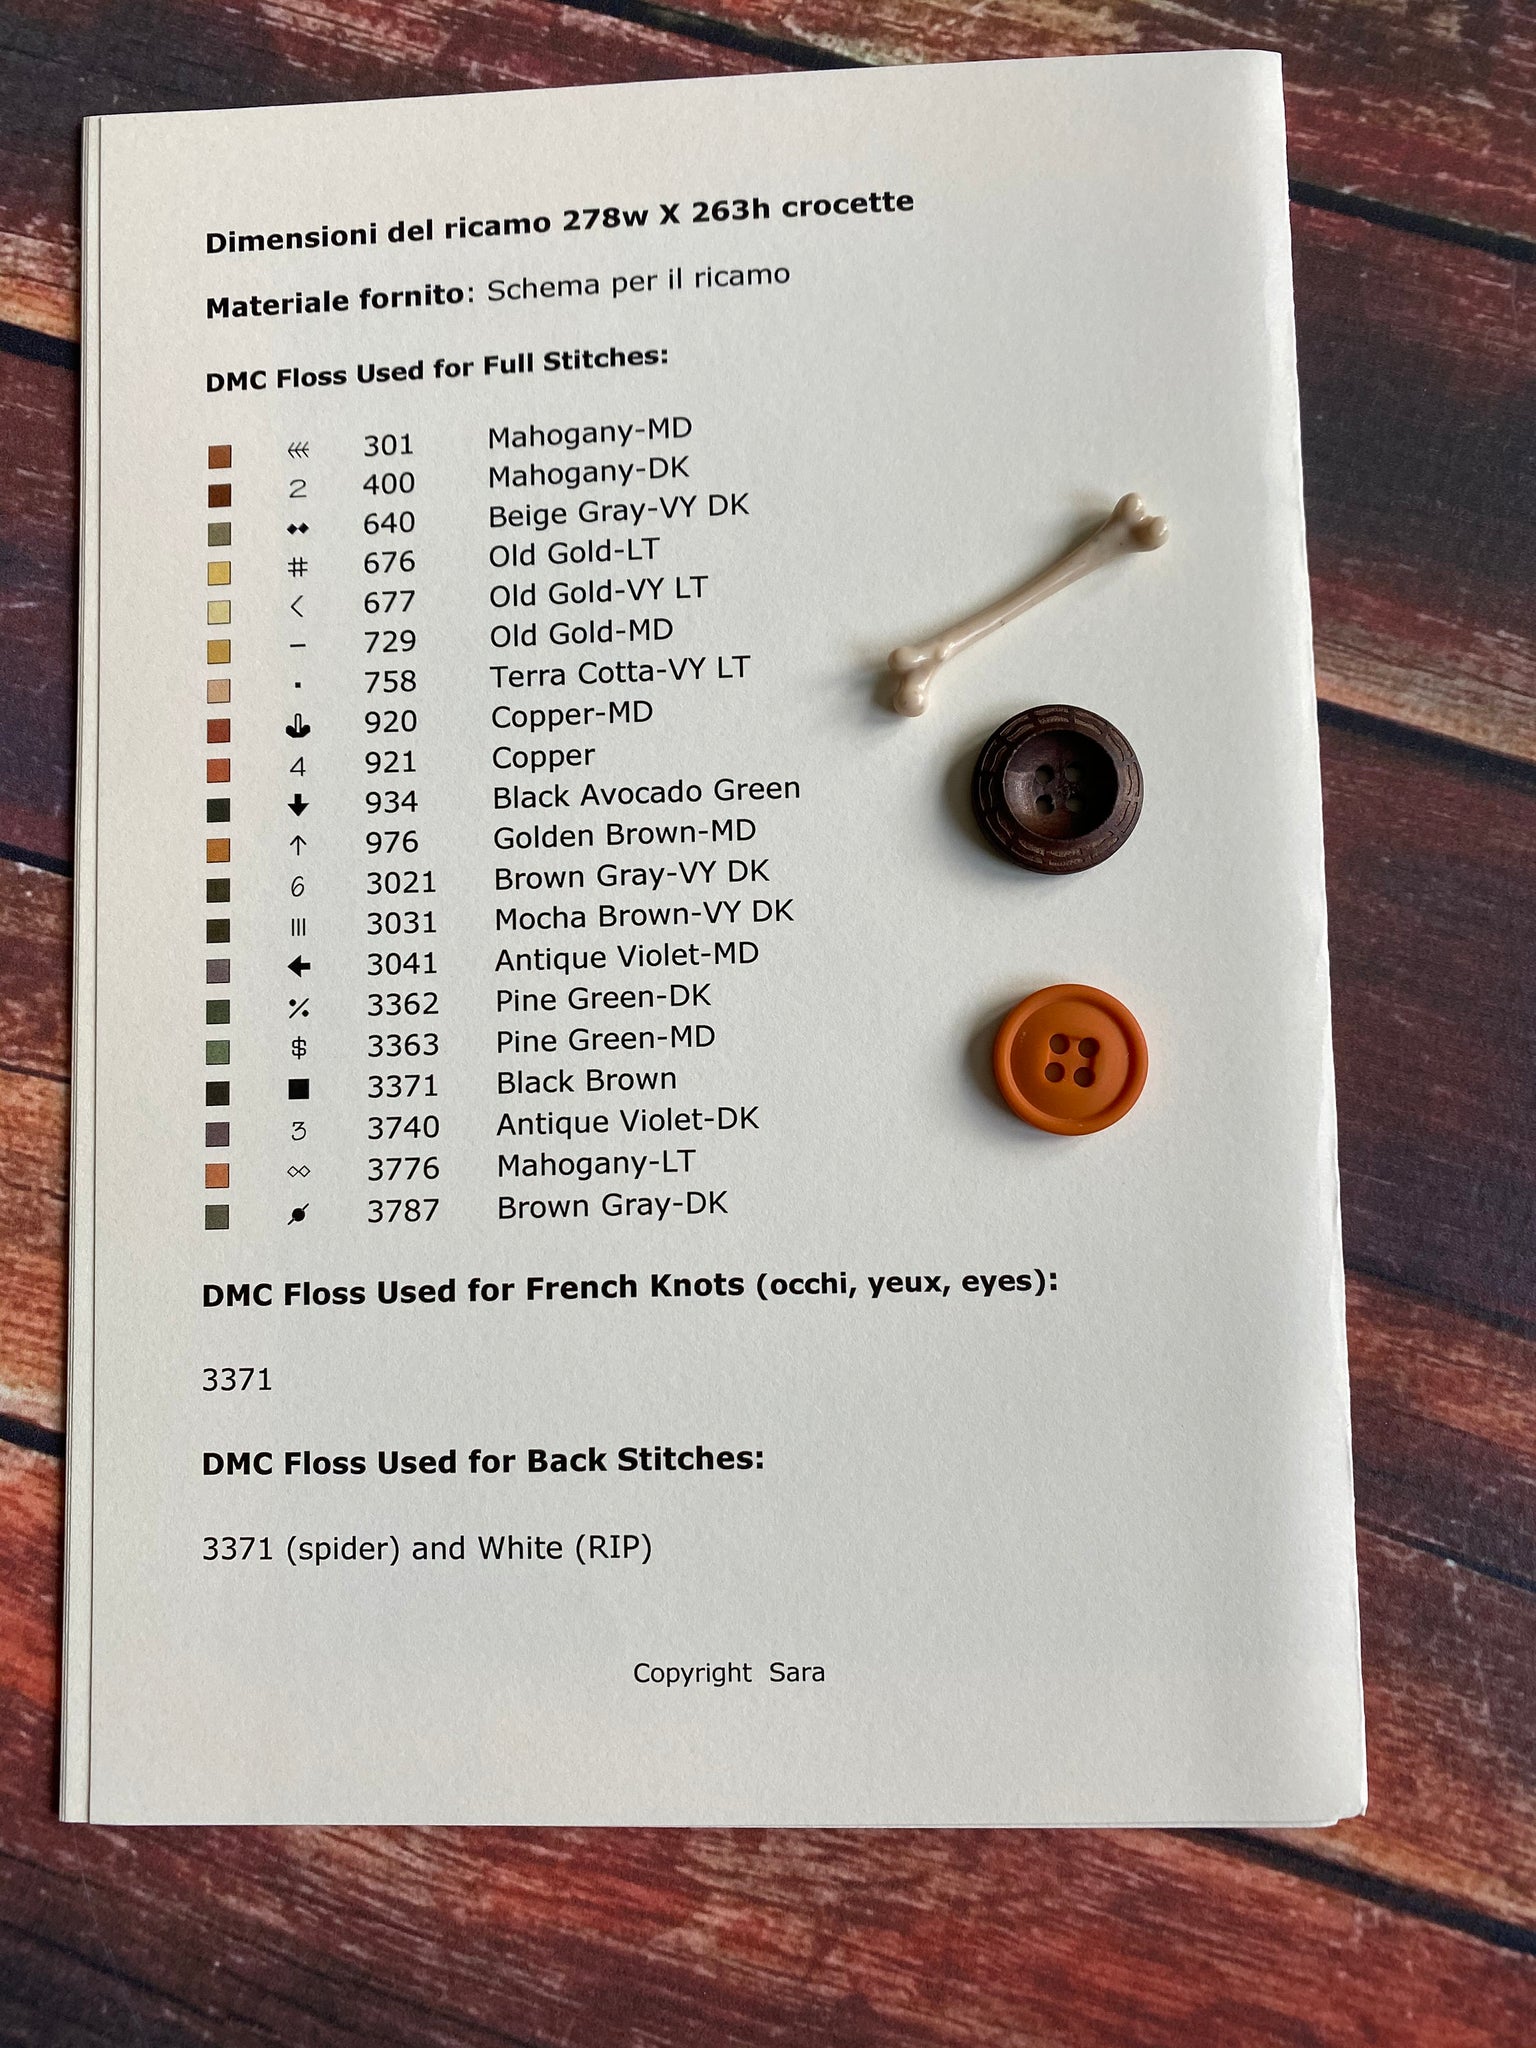 Dimensioni del ricamo 278w X 263h crocette
Materiale fornito: Schema per il ricamo
DMC Floss Used for Full Stitches:
301 Mahogany-MD
2 400 Mahogany-DK
640 Beige Gray-VY DK
# 676 Old Gold-LT
< 677 Old Gold-VY LT
– 729 Old Gold-MD
· 758 Terra Cotta-VY LT
920 Copper-MD
4 921 Copper
🡇 934 Black Avocado Green
↑ 976 Golden Brown-MD
6 3021 Brown Gray-VY DK
||| 3031 Mocha Brown-VY DK
🡄 3041 Antique Violet-MD
⁒ 3362 Pine Green-DK
$ 3363 Pine Green-MD
■ 3371 Black Brown
3 3740 Antique Violet-DK
3776 Mahogany-LT
3787 Brown Gray-DK
DMC Floss Used for French Knots (occhi, yeux, eyes):
3371
DMC Floss Used for Back Stitches:
3371 (spider) and White (RIP)
Copyright Sara